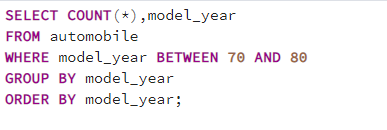 SELECT COUNT(*),model_year
FROM automobile
WHERE model_year BETWEEN 70 AND 80
GROUP BY model_year
ORDER BY model_year;